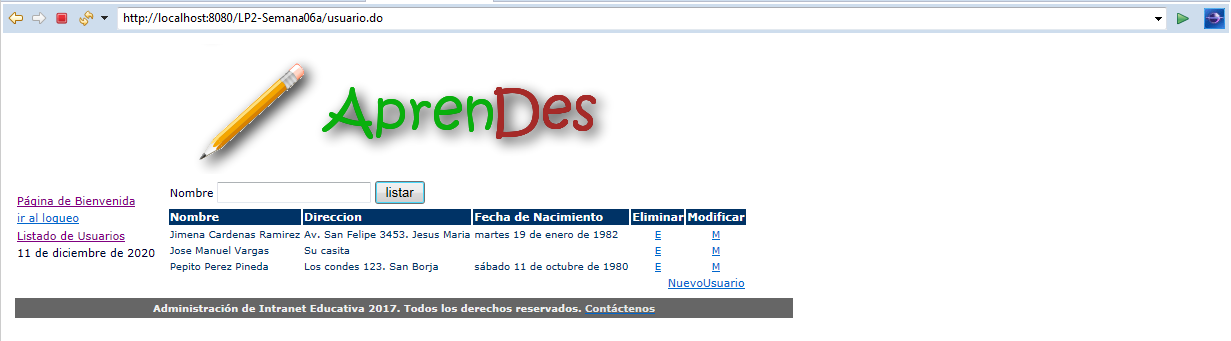 http://localhost:8080/LP2-Semana06a/usuario.do
AprenDes
Página de Bienvenida
ir al loqueo
Listado de Usuarios
11 de diciembre de 2020
Nombre listar
Nombre Direccion Fecha de Nacimiento Eliminar Modificar
Jimena Cardenas Ramirez Av. San Felipe 3453. Jesus Maria martes 19 de enero de 1982 E M
Jose Manuel Vargas Su casita E M
Pepito Perez Pineda Los condes 123. San Borja sábado 11 de octubre de 1980 E M
NuevoUsuario
Administración de Intranet Educativa 2017. Todos los derechos reservados. Contáctenos